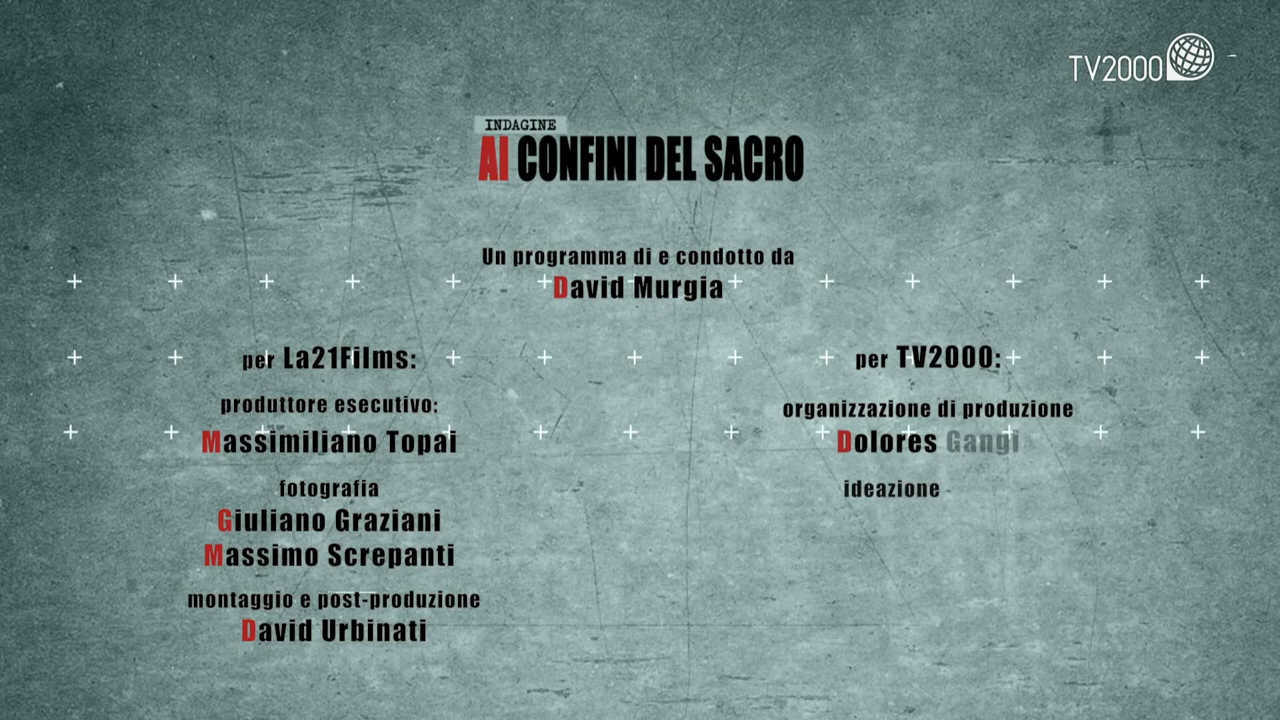 TV2000
INDAGINE
AI CONFINI DEL SACRO
Un programma di e condotto da
David Murgia
per La21Films:
produttore esecutivo:
Massimiliano Topai
fotografia
Giuliano Graziani
Massimo Screpanti
montaggio e post-produzione
David Urbinati
per TV2000:
organizzazione di produzione
Dolores Gangi
ideazione